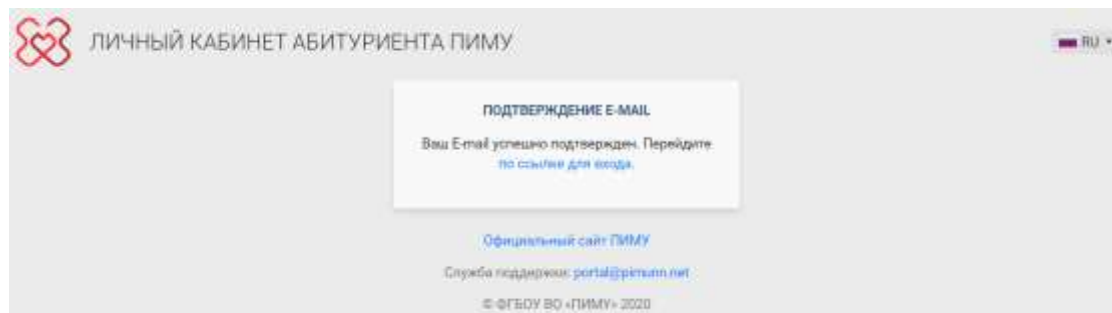 ЛИЧНЫЙ КАБИНЕТ АБИТУРИЕНТА ПИМУ
RU
ПОДТВЕРЖДЕНИЕ E-MAIL
Ваш E-mail успешно подтвержден. Перейдите
по ссылке для входа.
Официальный сайт ПИМУ
Служба поддержки: portal@pimunn.net
© ФГБОУ ВО «ПИМУ» 2020